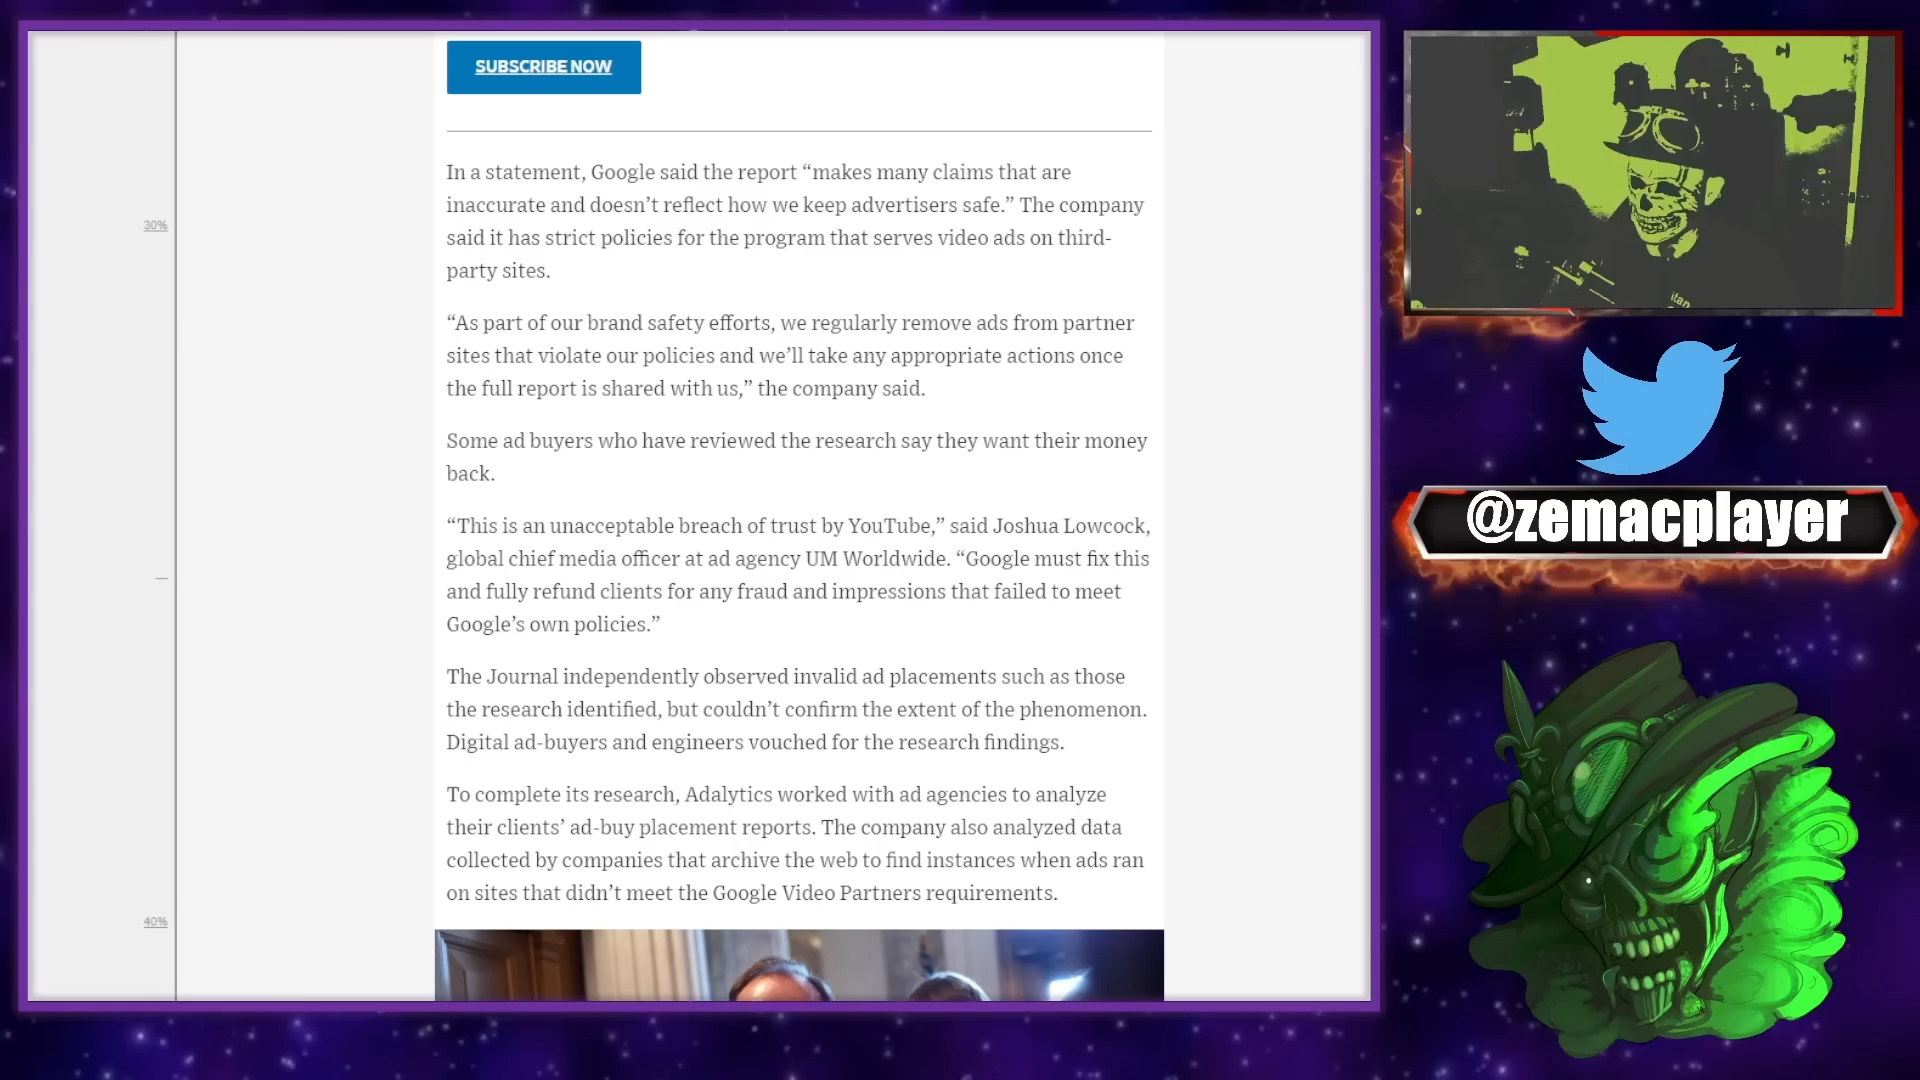 SUBSCRIBE NOW
In a statement, Google said the report “makes many claims that are
inaccurate and doesn’t reflect how we keep advertisers safe.” The company
said it has strict policies for the program that serves video ads on third-
party sites.
30%
“As part of our brand safety efforts, we regularly remove ads from partner
sites that violate our policies and we’ll take any appropriate actions once
the full report is shared with us,” the company said.
Some ad buyers who have reviewed the research say they want their money
back.
“This is an unacceptable breach of trust by YouTube,” said Joshua Lowcock,
global chief media officer at ad agency UM Worldwide. “Google must fix this
and fully refund clients for any fraud and impressions that failed to meet
Google’s own policies.”
The Journal independently observed invalid ad placements such as those
the research identified, but couldn’t confirm the extent of the phenomenon.
Digital ad-buyers and engineers vouched for the research findings.
To complete its research, Adalytics worked with ad agencies to analyze
their clients’ ad-buy placement reports. The company also analyzed data
collected by companies that archive the web to find instances when ads ran
on sites that didn’t meet the Google Video Partners requirements.
40%
@zemacplayer